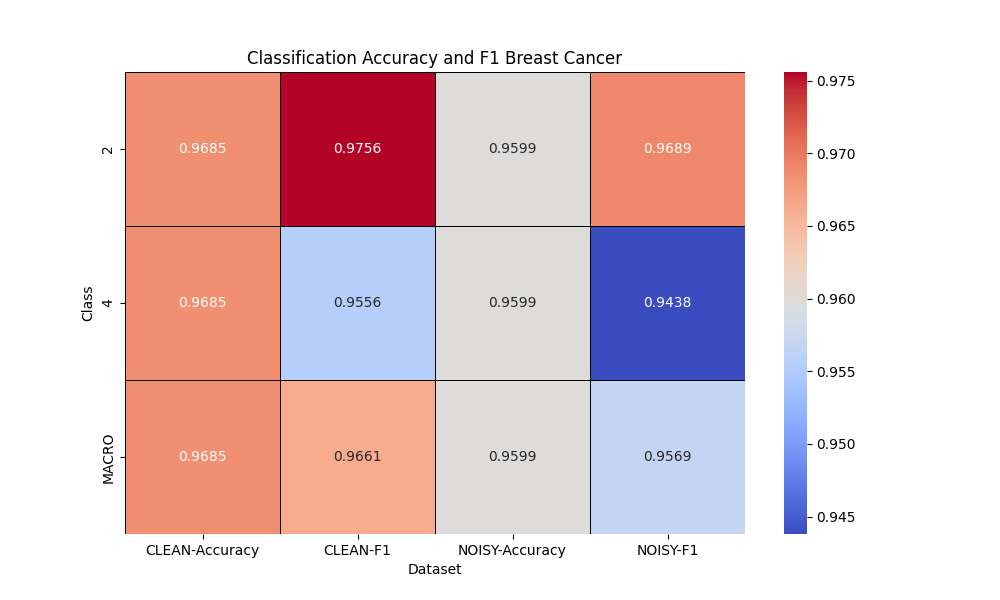 Classification Accuracy and F1 Breast Cancer
2
0.9685
0.9756
0.9599
0.9689
Class
4
0.9685
0.9556
0.9599
0.9438
MACRO
0.9685
0.9661
0.9599
0.9569
CLEAN-Accuracy
CLEAN-F1
NOISY-Accuracy
NOISY-F1
Dataset
0.975
0.970
0.965
0.960
0.955
0.950
0.945